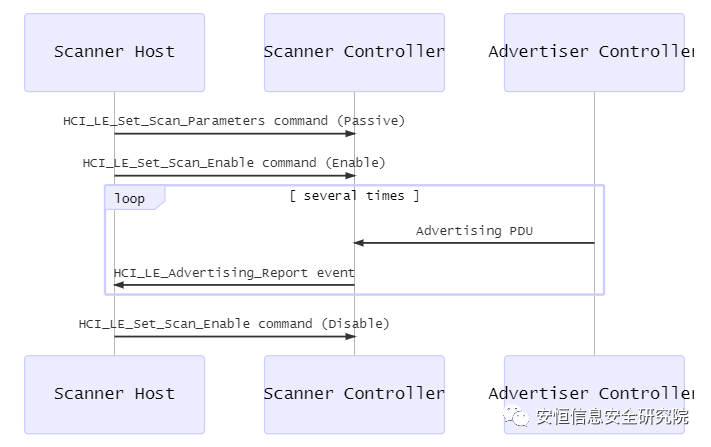 Scanner Host
Scanner Controller
Advertiser Controller
HCI_LE_Set_Scan_Parameters command (Passive)
HCI_LE_Set_Scan_Enable command (Enable)
loop
[ several times ]
Advertising PDU
HCI_LE_Advertising_Report event
HCI_LE_Set_Scan_Enable command (Disable)
Scanner Host
Scanner Controller
Advertiser Controller
安恒信息安全研究院